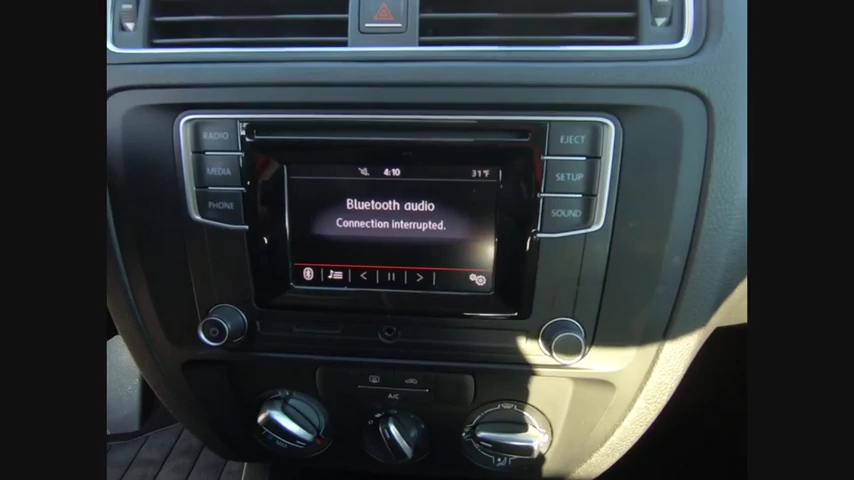 RADIO
MEDIA
PHONE
EJECT
SETUP
SOUND
4:10
31°F
Bluetooth audio
Connection interrupted.
A/C